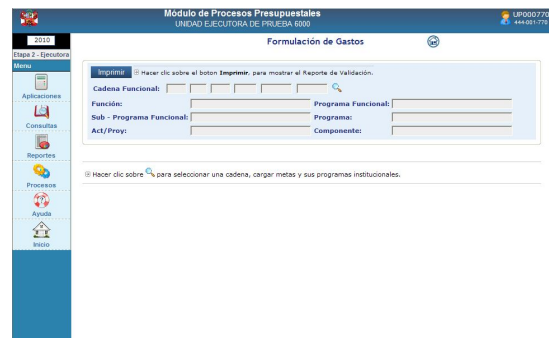 Módulo de Procesos Presupuestales
UNIDAD EJECUTORA DE PRUEBA 6000
UP000770
444-001-770
2010
Etapa 2 - Ejecutora
Menu
Aplicaciones
Consultas
Reportes
Procesos
Ayuda
Inicio
Formulación de Gastos
Imprimir Hacer clic sobre el boton Imprimir, para mostrar el Reporte de Validación.
Cadena Funcional:
Función: Programa Funcional:
Sub - Programa Funcional: Programa:
Act/Proy: Componente:
Hacer clic sobre para seleccionar una cadena, cargar metas y sus programas institucionales.